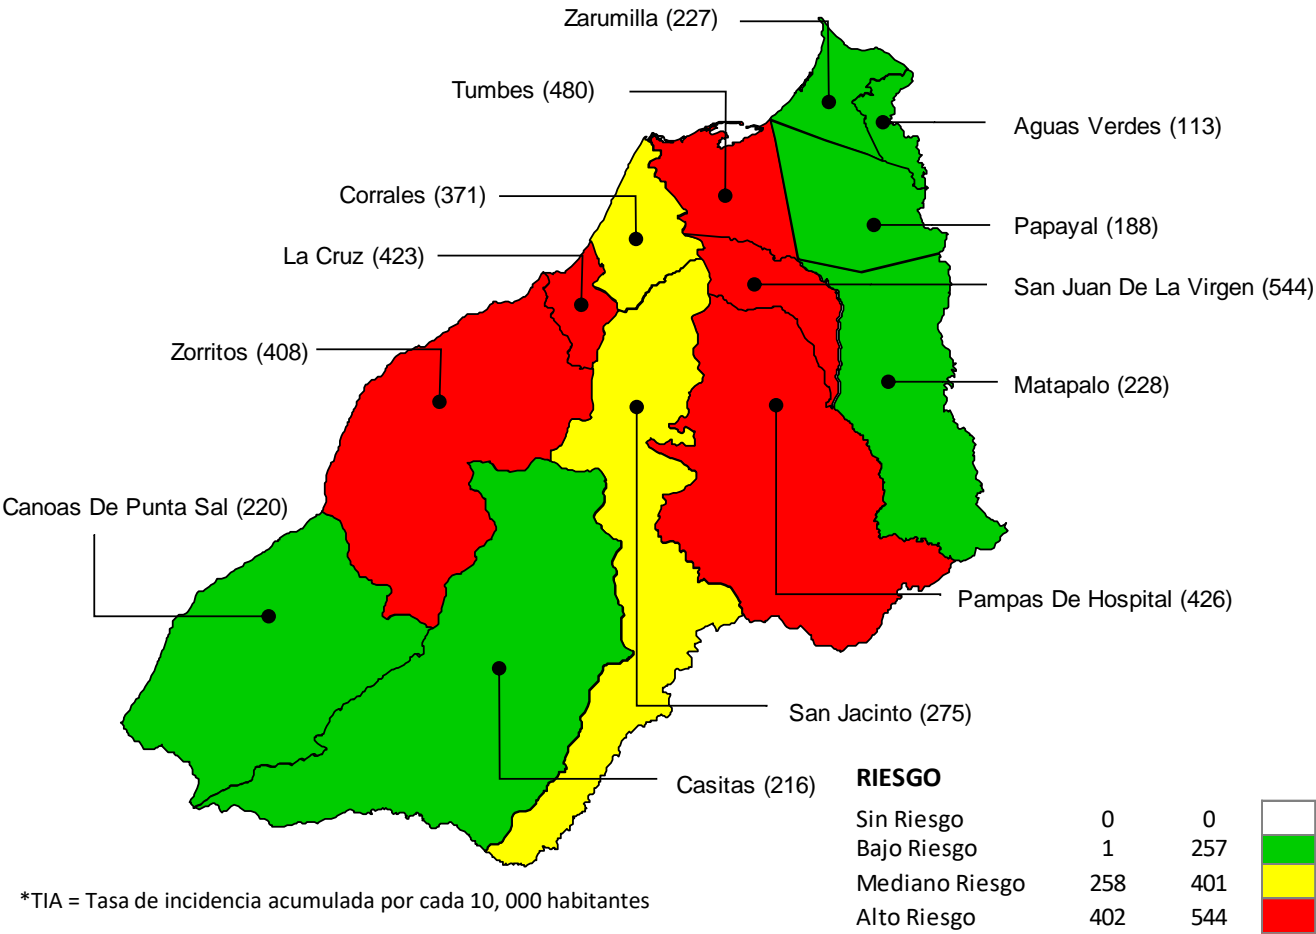 Zarumilla (227)
Tumbes (480)
Aguas Verdes (113)
Corrales (371)
Papayal (188)
La Cruz (423)
San Juan De La Virgen (544)
Zorritos (408)
Matapalo (228)
Canoas De Punta Sal (220)
Pampas De Hospital (426)
San Jacinto (275)
Casitas (216)
RIESGO
Sin Riesgo 0 0
Bajo Riesgo 1 257
Mediano Riesgo 258 401
Alto Riesgo 402 544
*TIA = Tasa de incidencia acumulada por cada 10, 000 habitantes